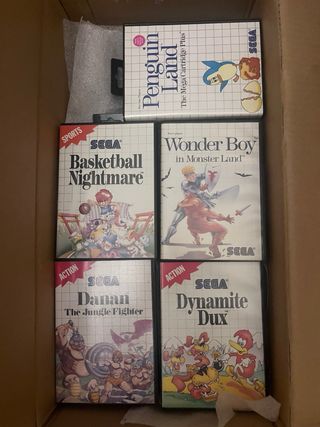 Penguin
Land
The Mega Cartridge Plus
SEGA
SPORTS
SEGA
Basketball
Nightmare
Wonder Boy
in Monster Land
SEGA
ACTION
SEGA
Danan
The Jungle Fighter
ACTION
SEGA
Dynamite
Dux